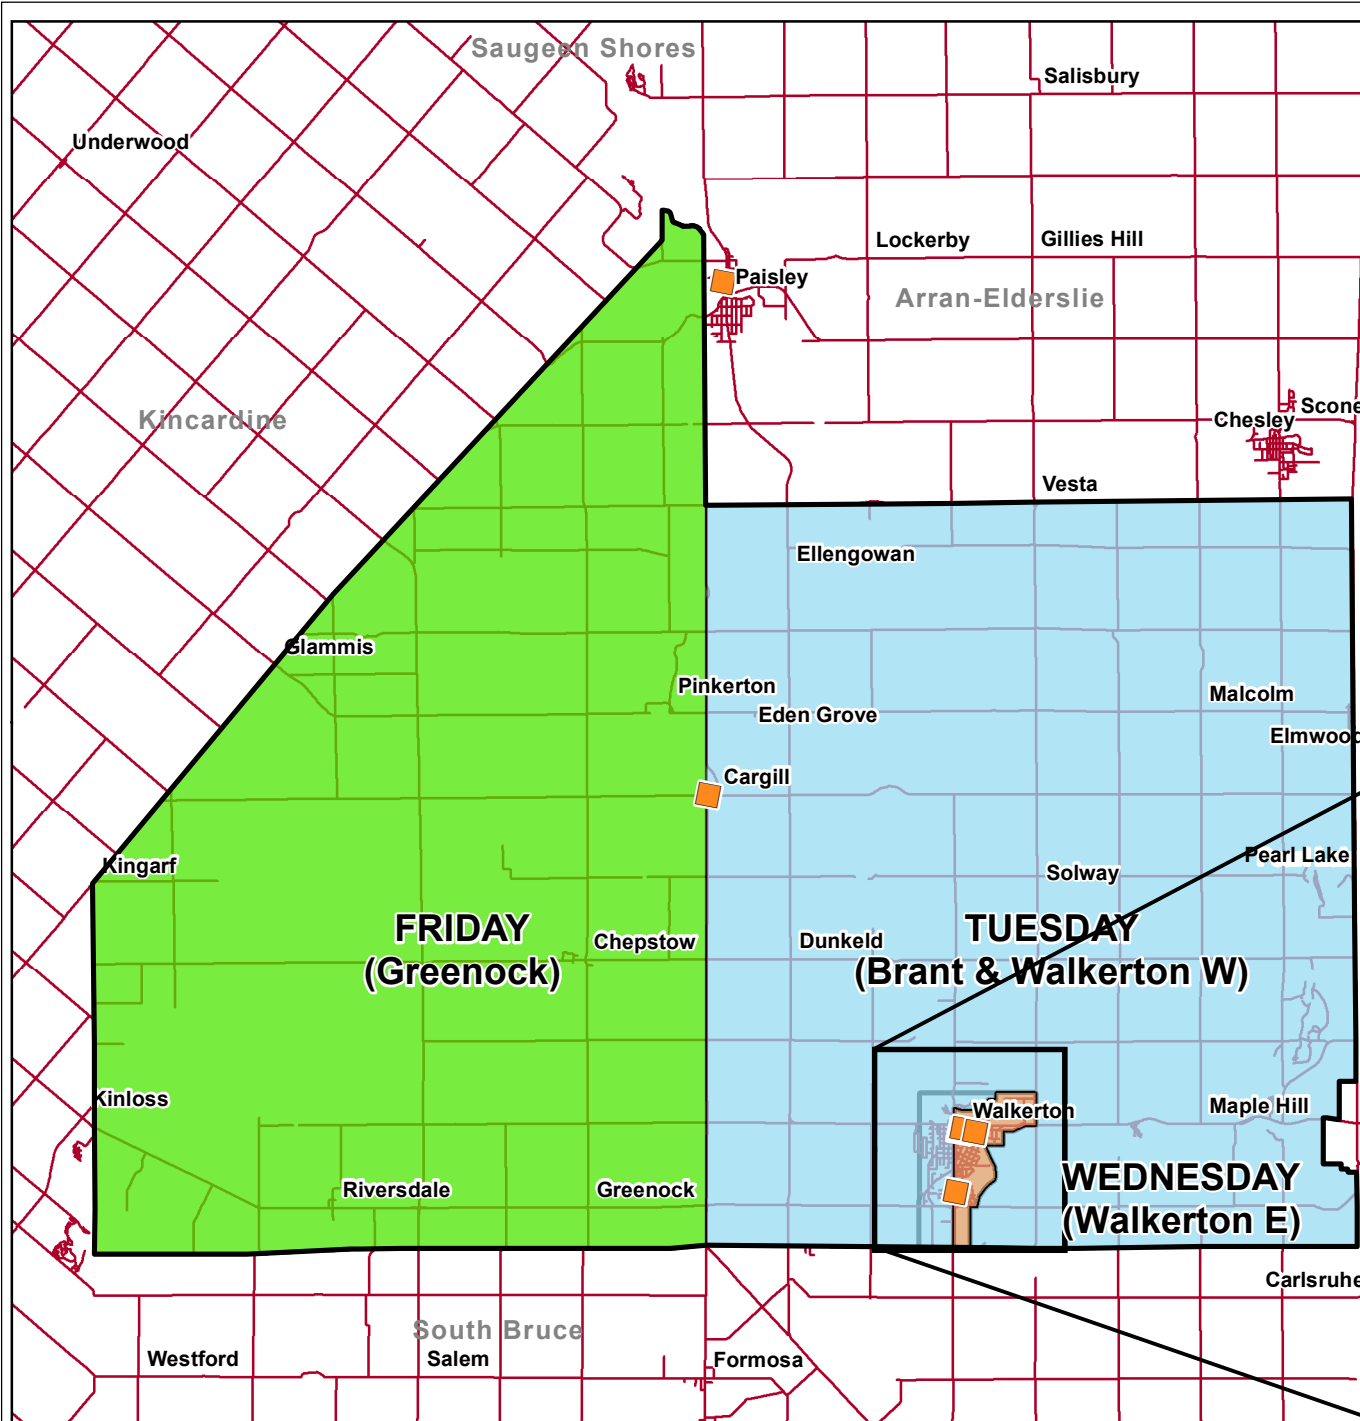 Saugeen Shores
Salisbury
Underwood
Lockerby
Gillies Hill
Paisley
Arran-Elderslie
Kincardine
Scone
Chesley
Vesta
Ellengowan
Glammis
Pinkerton
Malcolm
Eden Grove
Elmwood
Cargill
Pearl Lake
Kingarf
Solway
FRIDAY
(Greenock)
Chepstow
Dunkeld
TUESDAY
(Brant & Walkerton W)
Kinloss
Walkerton
Maple Hill
WEDNESDAY
(Walkerton E)
Riversdale
Greenock
Carlsruhe
South Bruce
Westford
Salem
Formosa